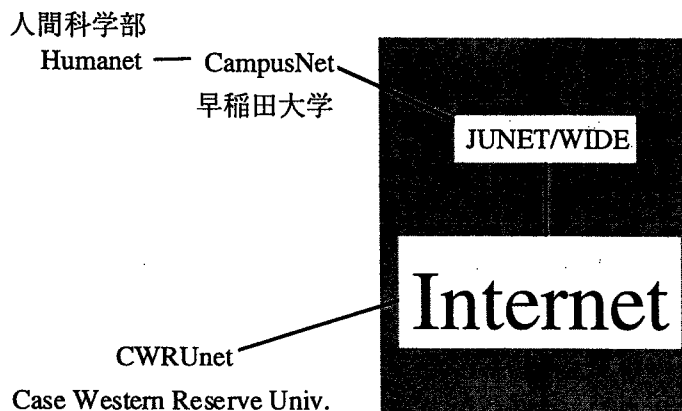 人間科学部
Humanet
CampusNet
早稲田大学
JUNET/WIDE
Internet
CWRUnet
Case Western Reserve Univ.